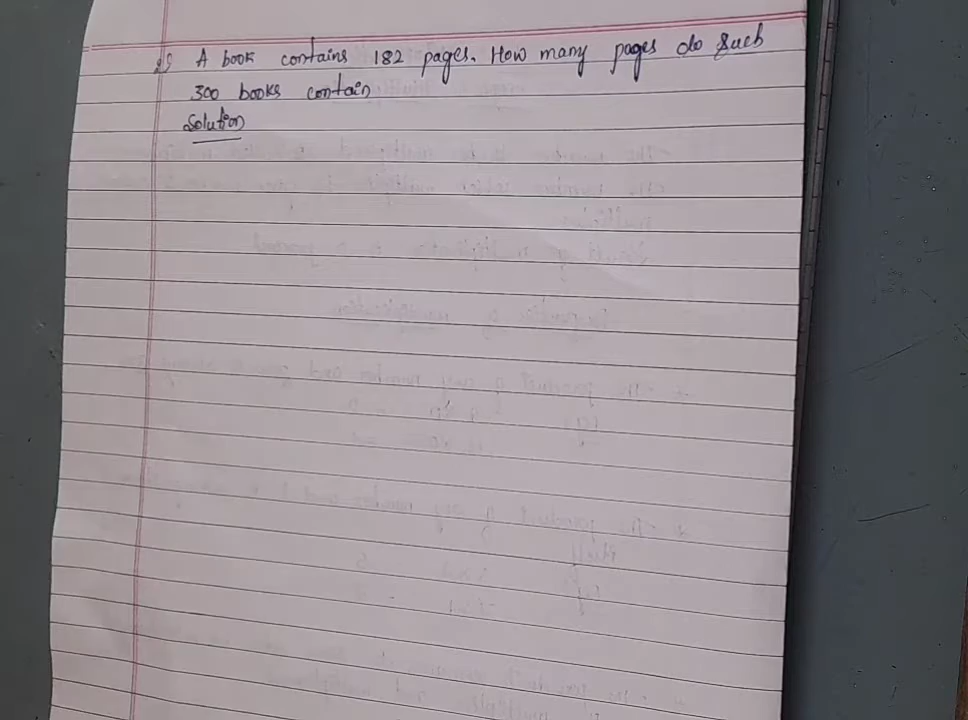 A book contains 182 pages. How many pages do such
300 books contain
Solution